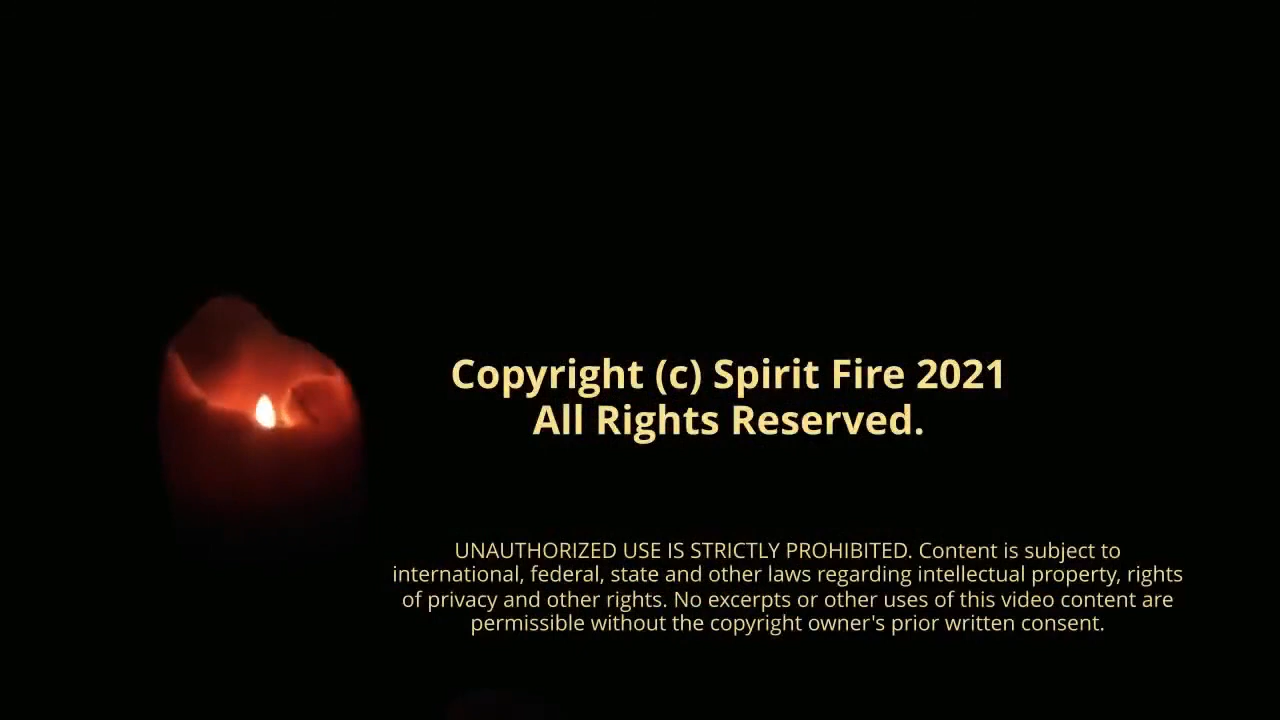 Copyright (c) Spirit Fire 2021
All Rights Reserved.
UNAUTHORIZED USE IS STRICTLY PROHIBITED. Content is subject to
international, federal, state and other laws regarding intellectual property, rights
of privacy and other rights. No excerpts or other uses of this video content are
permissible without the copyright owner's prior written consent.